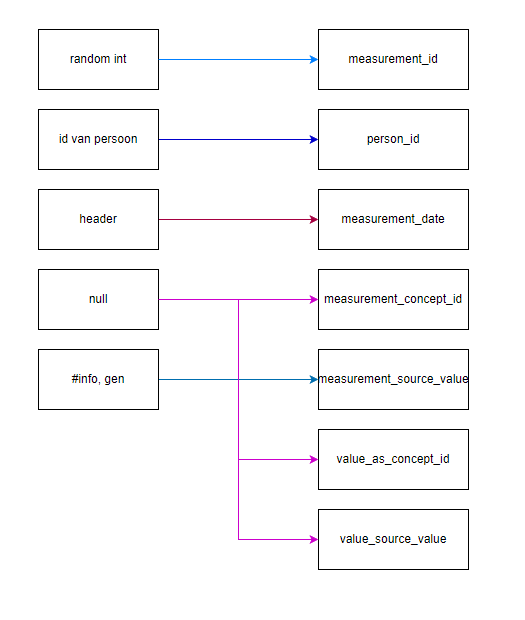 random int
measurement_id
id van persoon
person_id
header
measurement_date
null
measurement_concept_id
#info, gen
measurement_source_value
value_as_concept_id
value_source_value